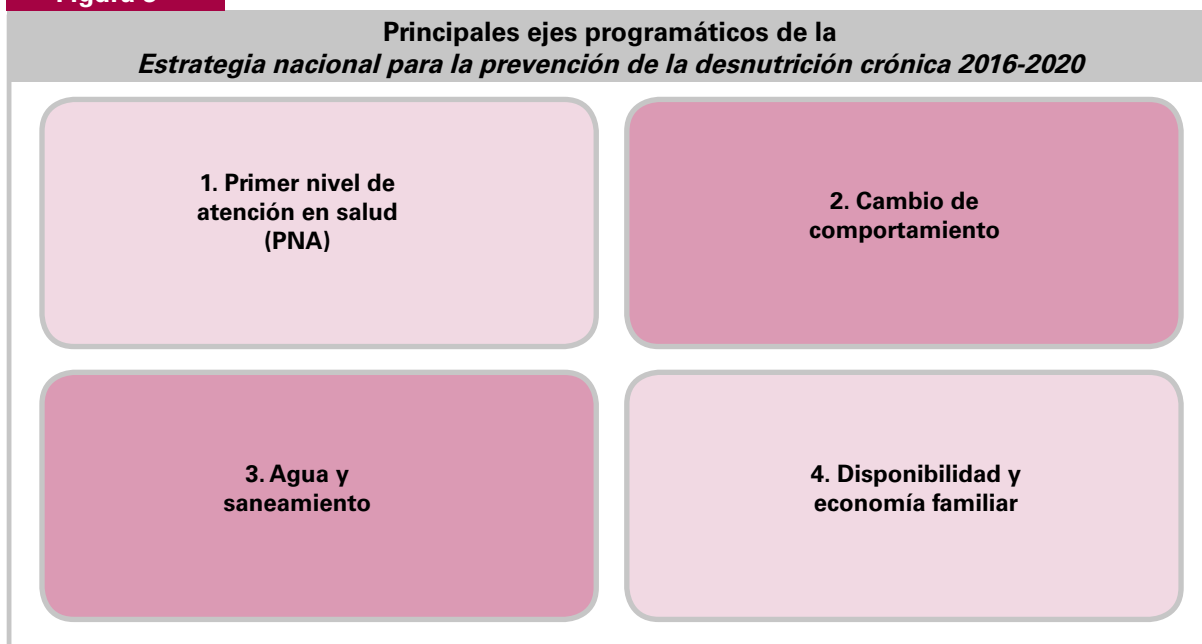 Principales ejes programáticos de la
Estrategia nacional para la prevención de la desnutrición crónica 2016-2020
1. Primer nivel de
atención en salud
(PNA)
2. Cambio de
comportamiento
3. Agua y
saneamiento
4. Disponibilidad y
economía familiar